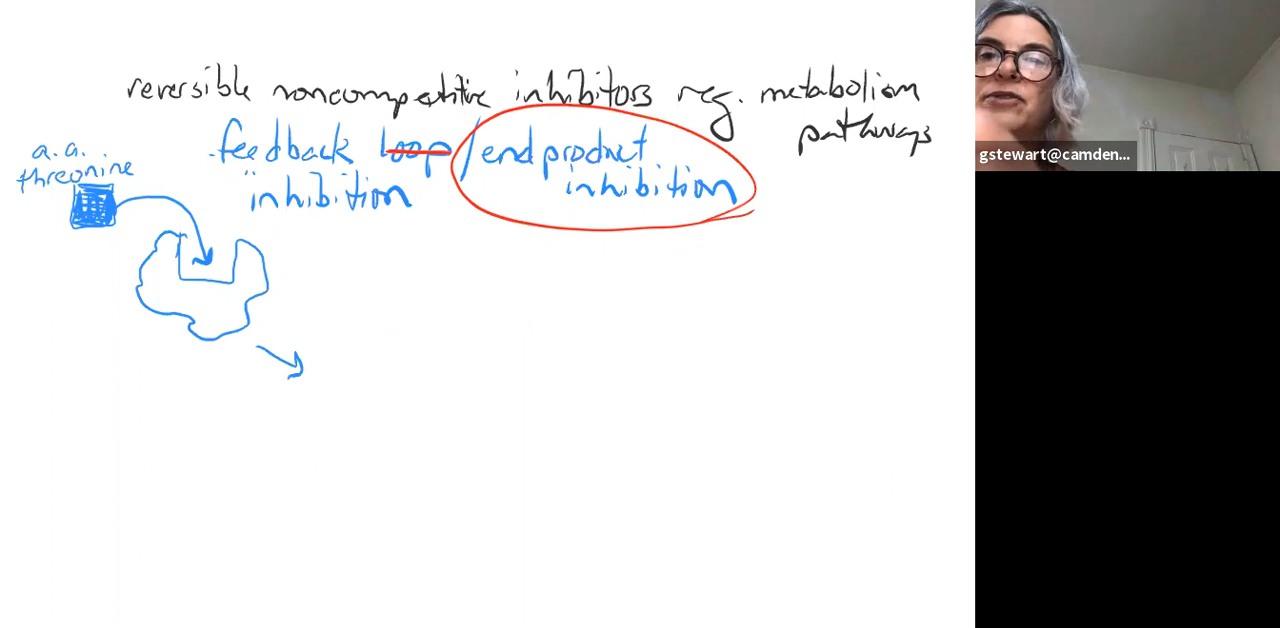 reversible noncompetitive inhibitors reg. metabolism
pathways
feedback loop / end product
inhibition
" inhibition
a.a.
threonine
gstewart@camden...